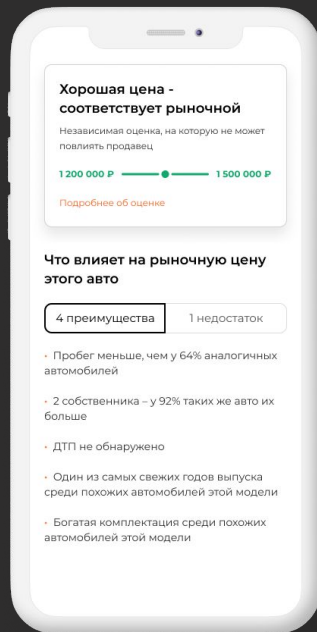 Хорошая цена -
соответствует рыночной
Независимая оценка, на которую не может
повлиять продавец
1 200 000 ₽ 1 500 000 ₽
Подробнее об оценке
Что влияет на рыночную цену
этого авто
4 преимущества 1 недостаток
• Пробег меньше, чем у 64% аналогичных
автомобилей
• 2 собственника – у 92% таких же авто их
больше
• ДТП не обнаружено
• Один из самых свежих годов выпуска
среди похожих автомобилей этой модели
• Богатая комплектация среди похожих
автомобилей этой модели